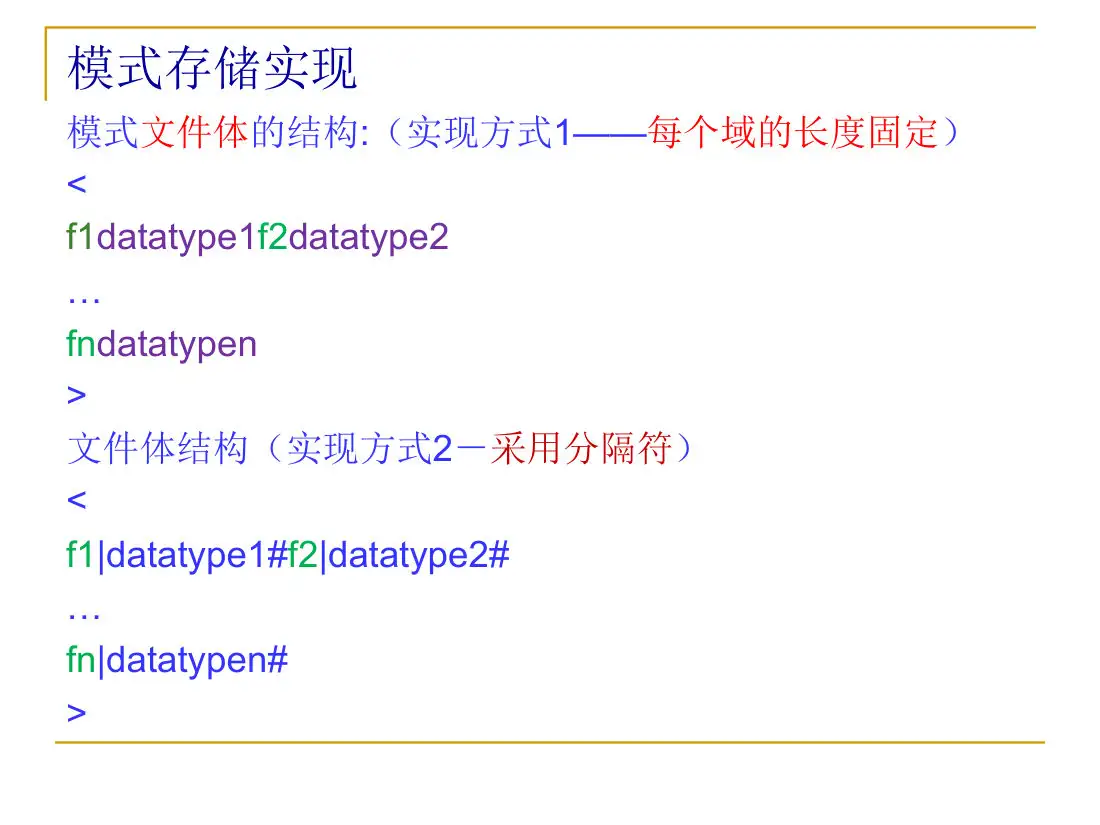 模式存储实现
模式文件体的结构:（实现方式1——每个域的长度固定）
<
f1datatype1f2datatype2
…
fndatatypen
>
文件体结构（实现方式2－采用分隔符）
<
f1|datatype1#f2|datatype2#
…
fn|datatypen#
>